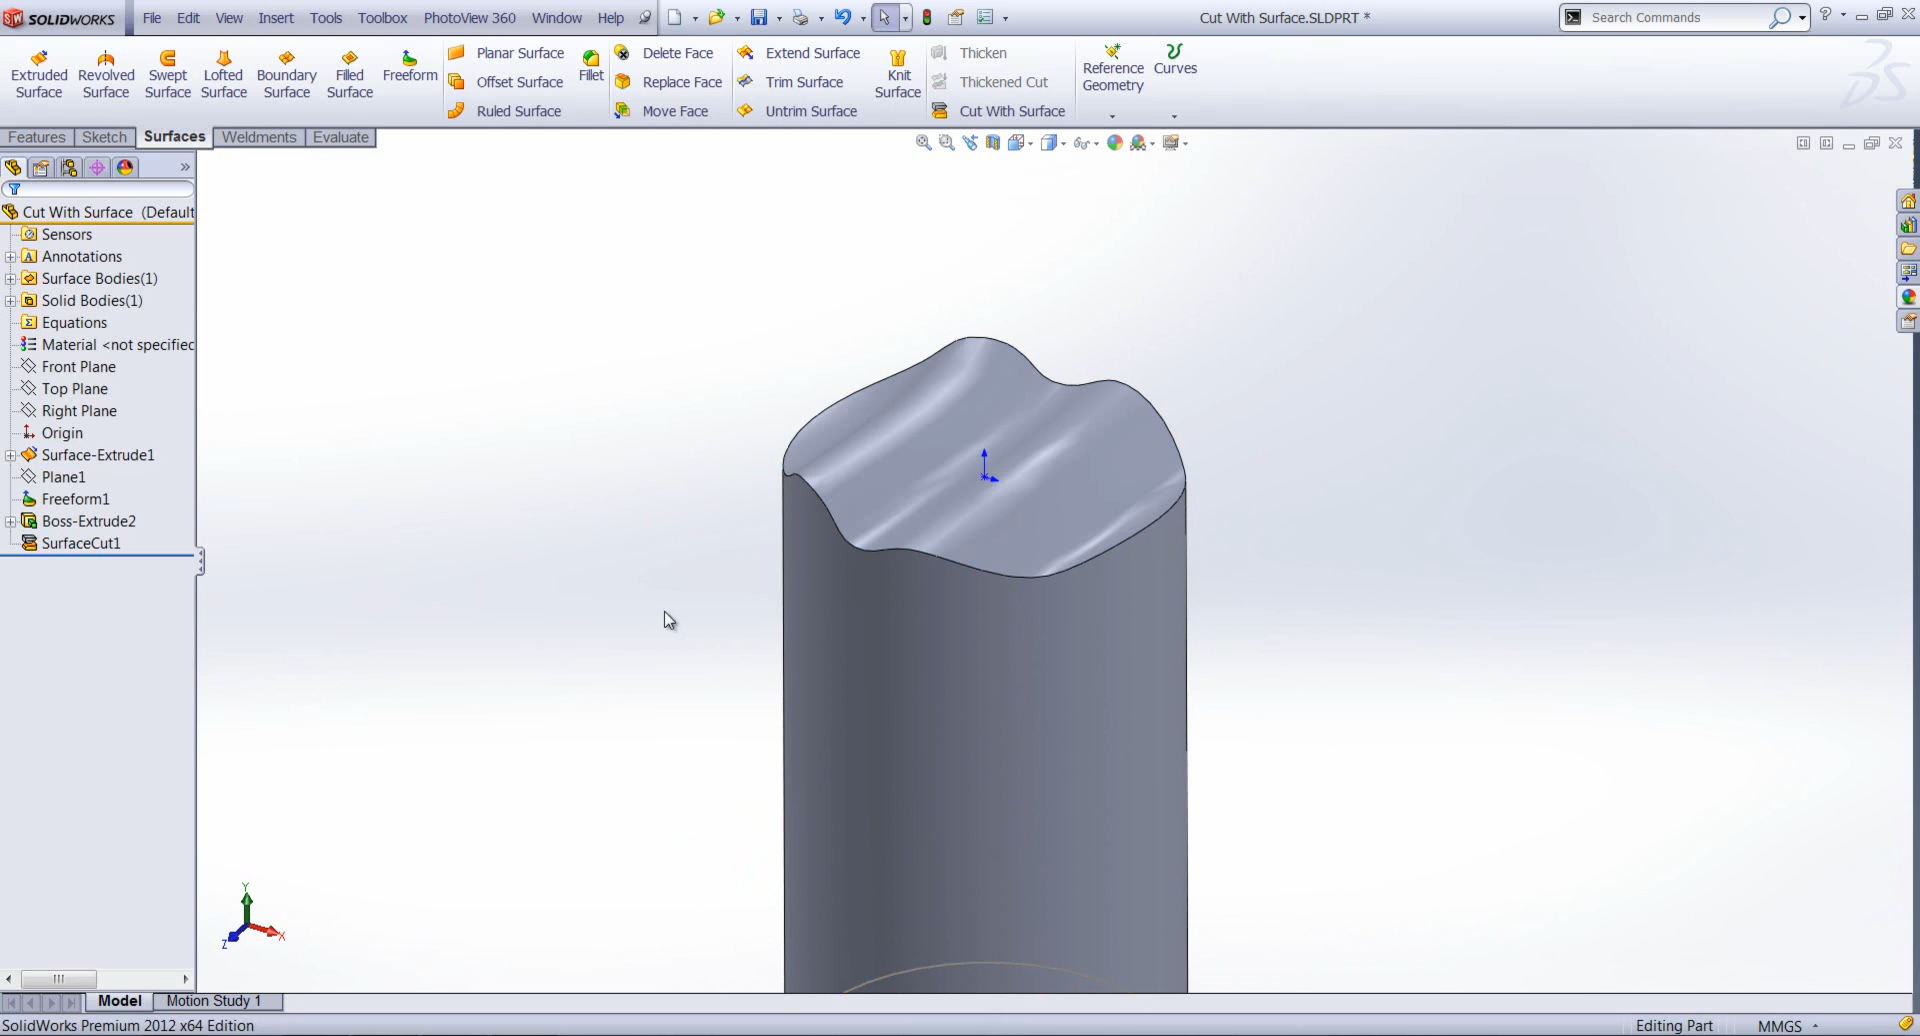 SOLIDWORKS File Edit View Insert Tools Toolbox PhotoView 360 Window Help Cut With Surface.SLDPRT * Search Commands ?
Extruded Surface
Revolved Surface
Swept Surface
Lofted Surface
Boundary Surface
Filled Surface
Freeform
Planar Surface
Offset Surface
Ruled Surface
Fillet
Delete Face
Replace Face
Move Face
Extend Surface
Trim Surface
Untrim Surface
Knit Surface
Thicken
Thickened Cut
Cut With Surface
Reference Geometry
Curves
Features Sketch Surfaces Weldments Evaluate
»
Cut With Surface (Default
Sensors
Annotations
Surface Bodies(1)
Solid Bodies(1)
Equations
Material <not specified
Front Plane
Top Plane
Right Plane
Origin
Surface-Extrude1
Plane1
Freeform1
Boss-Extrude2
SurfaceCut1
Y
X
Z
Model Motion Study 1
SolidWorks Premium 2012 x64 Edition Editing Part MMGS